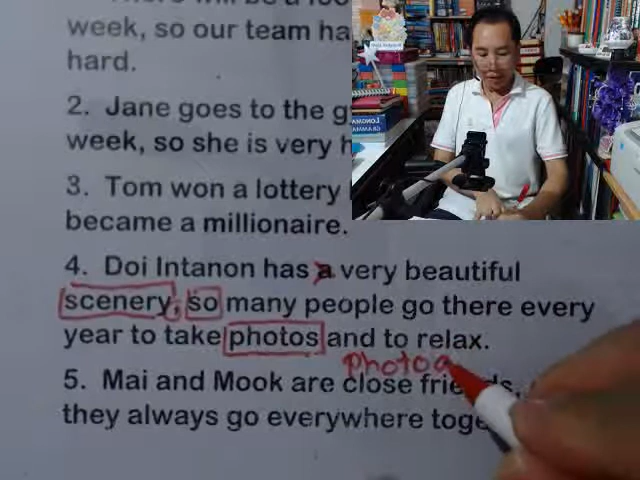 week, so our team ha
hard.
2. Jane goes to the g
week, so she is very h
3. Tom won a lottery
became a millionaire.
4. Doi Intanon has a very beautiful
scenery, so many people go there every
year to take photos and to relax.
photog
5. Mai and Mook are close friends,
they always go everywhere toge
LONGMAN
GRAMMAR